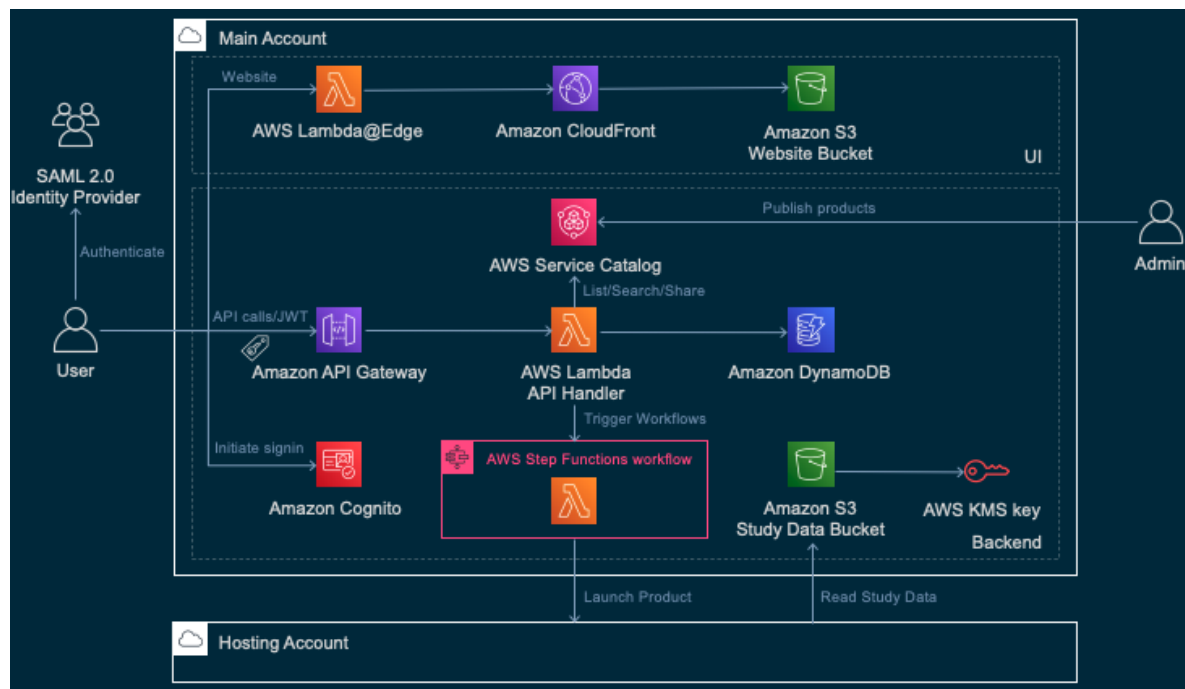 Main Account
Website
AWS Lambda@Edge
Amazon CloudFront
Amazon S3
Website Bucket
UI
SAML 2.0
Identity Provider
Authenticate
User
Publish products
Admin
AWS Service Catalog
List/Search/Share
API calls/JWT
Amazon API Gateway
AWS Lambda
API Handler
Amazon DynamoDB
Trigger Workflows
Initiate signin
Amazon Cognito
AWS Step Functions workflow
Amazon S3
Study Data Bucket
AWS KMS key
Backend
Launch Product
Read Study Data
Hosting Account